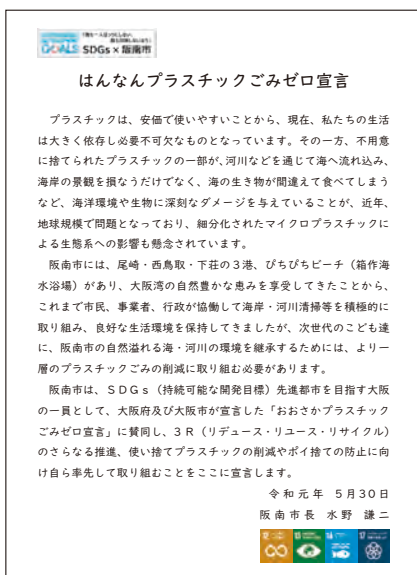 GOALS
SDGs×阪南市
はんなんプラスチックごみゼロ宣言
プラスチックは、安価で使いやすいことから、現在、私たちの生活
は大きく依存し必要不可欠なものとなっています。その一方、不用意
に捨てられたプラスチックの一部が、河川などを通じて海へ流れ込み、
海岸の景観を損なうだけでなく、海の生き物が間違えて食べてしまう
など、海洋環境や生物に深刻なダメージを与えていることが、近年、
地球規模で問題となっており、細分化されたマイクロプラスチックに
よる生態系への影響も懸念されています。
阪南市には、尾崎・西鳥取・下荘の3港、ぴちぴちビーチ（箱作海
水浴場）があり、大阪湾の自然豊かな恵みを享受してきたことから、
これまで市民、事業者、行政が協働して海岸・河川清掃等を積極的に
取り組み、良好な生活環境を保持してきましたが、次世代のこども達
に、阪南市の自然溢れる海・河川の環境を継承するためには、より一
層のプラスチックごみの削減に取り組む必要があります。
阪南市は、ＳＤＧｓ（持続可能な開発目標）先進都市を目指す大阪
の一員として、大阪府及び大阪市が宣言した「おおさかプラスチック
ごみゼロ宣言」に賛同し、３Ｒ（リデュース・リユース・リサイクル）
のさらなる推進、使い捨てプラスチックの削減やポイ捨ての防止に向
け自ら率先して取り組むことをここに宣言します。
令和元年 5月30日
阪南市長 水野 謙二